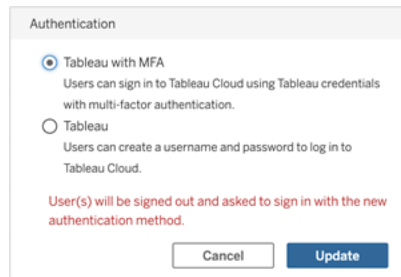 Authentication
Tableau with MFA
Users can sign in to Tableau Cloud using Tableau credentials
with multi-factor authentication.
Tableau
Users can create a username and password to log in to
Tableau Cloud.
User(s) will be signed out and asked to sign in with the new
authentication method.
Cancel
Update